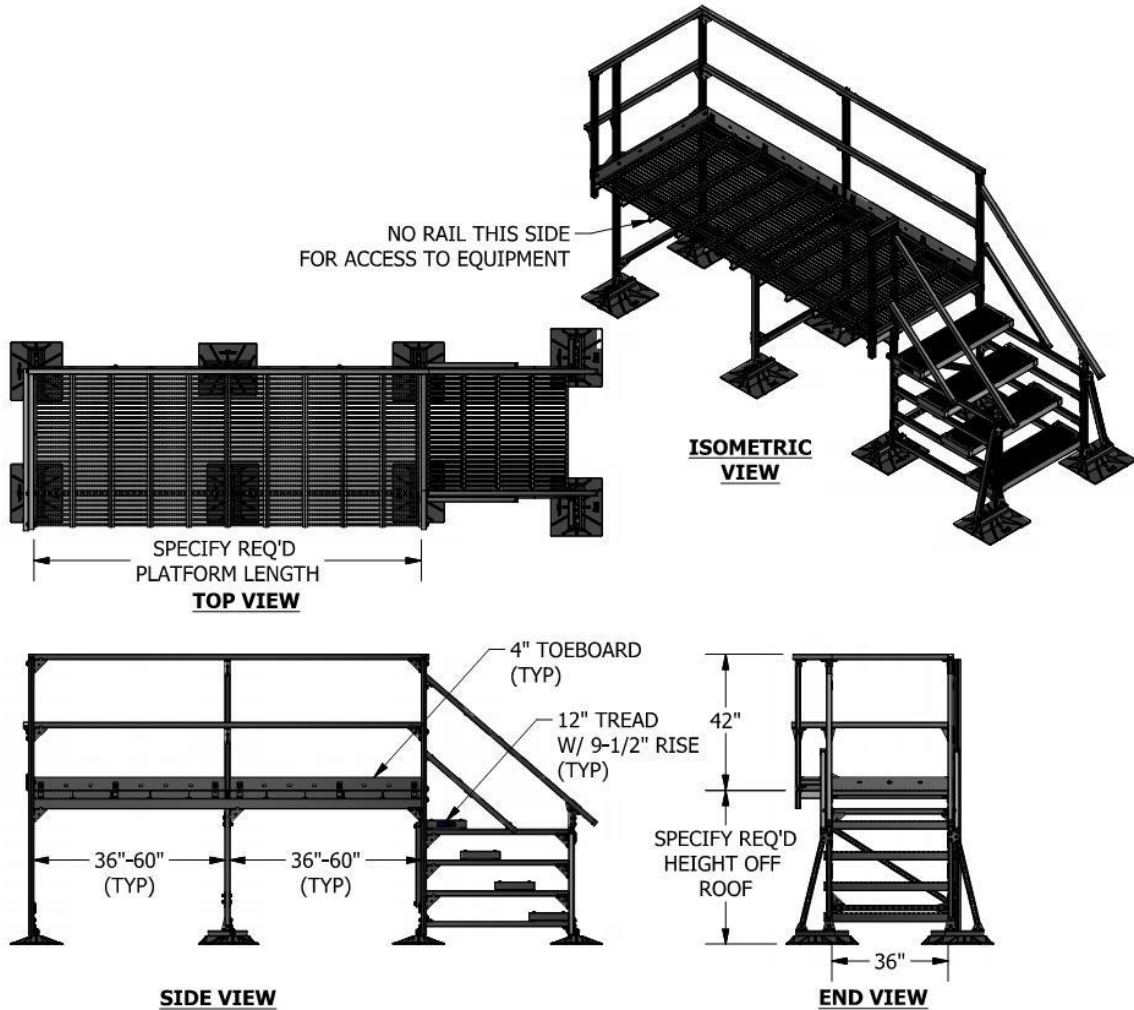 NO RAIL THIS SIDE
FOR ACCESS TO EQUIPMENT
ISOMETRIC
VIEW
SPECIFY REQ'D
PLATFORM LENGTH
TOP VIEW
4" TOEBOARD
(TYP)
12" TREAD
W/ 9-1/2" RISE
(TYP)
36"-60"
(TYP)
36"-60"
(TYP)
SIDE VIEW
42"
SPECIFY REQ'D
HEIGHT OFF
ROOF
36"
END VIEW